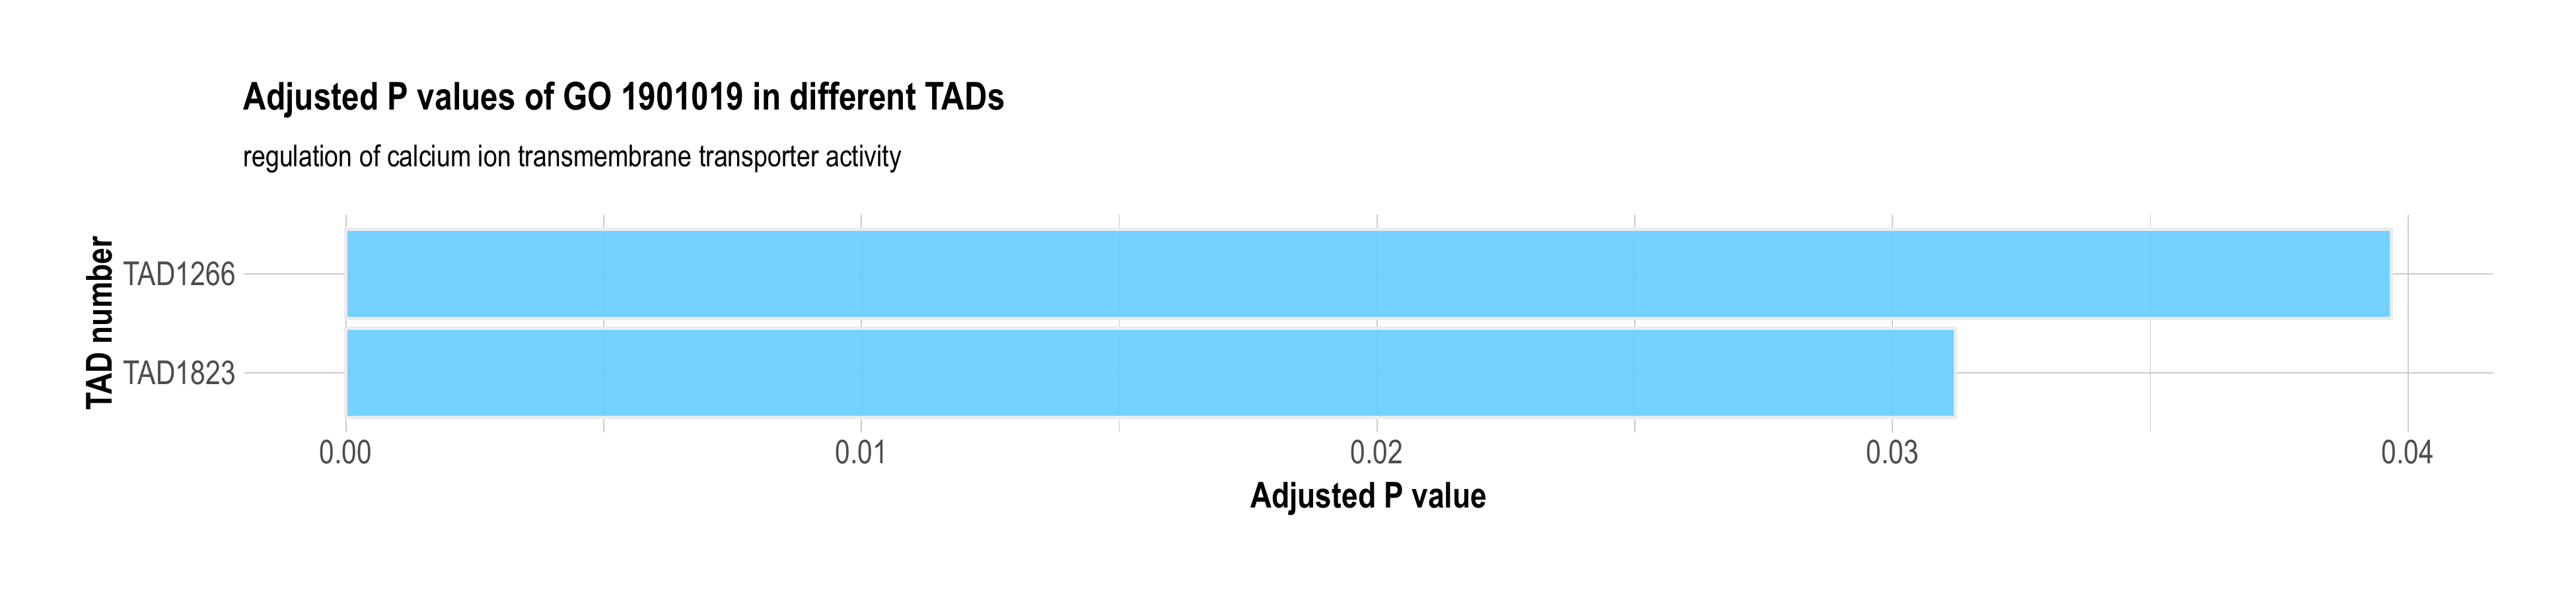 Adjusted P values of GO 1901019 in different TADs
regulation of calcium ion transmembrane transporter activity
TAD number
TAD1266
TAD1823
0.00 0.01 0.02 0.03 0.04
Adjusted P value